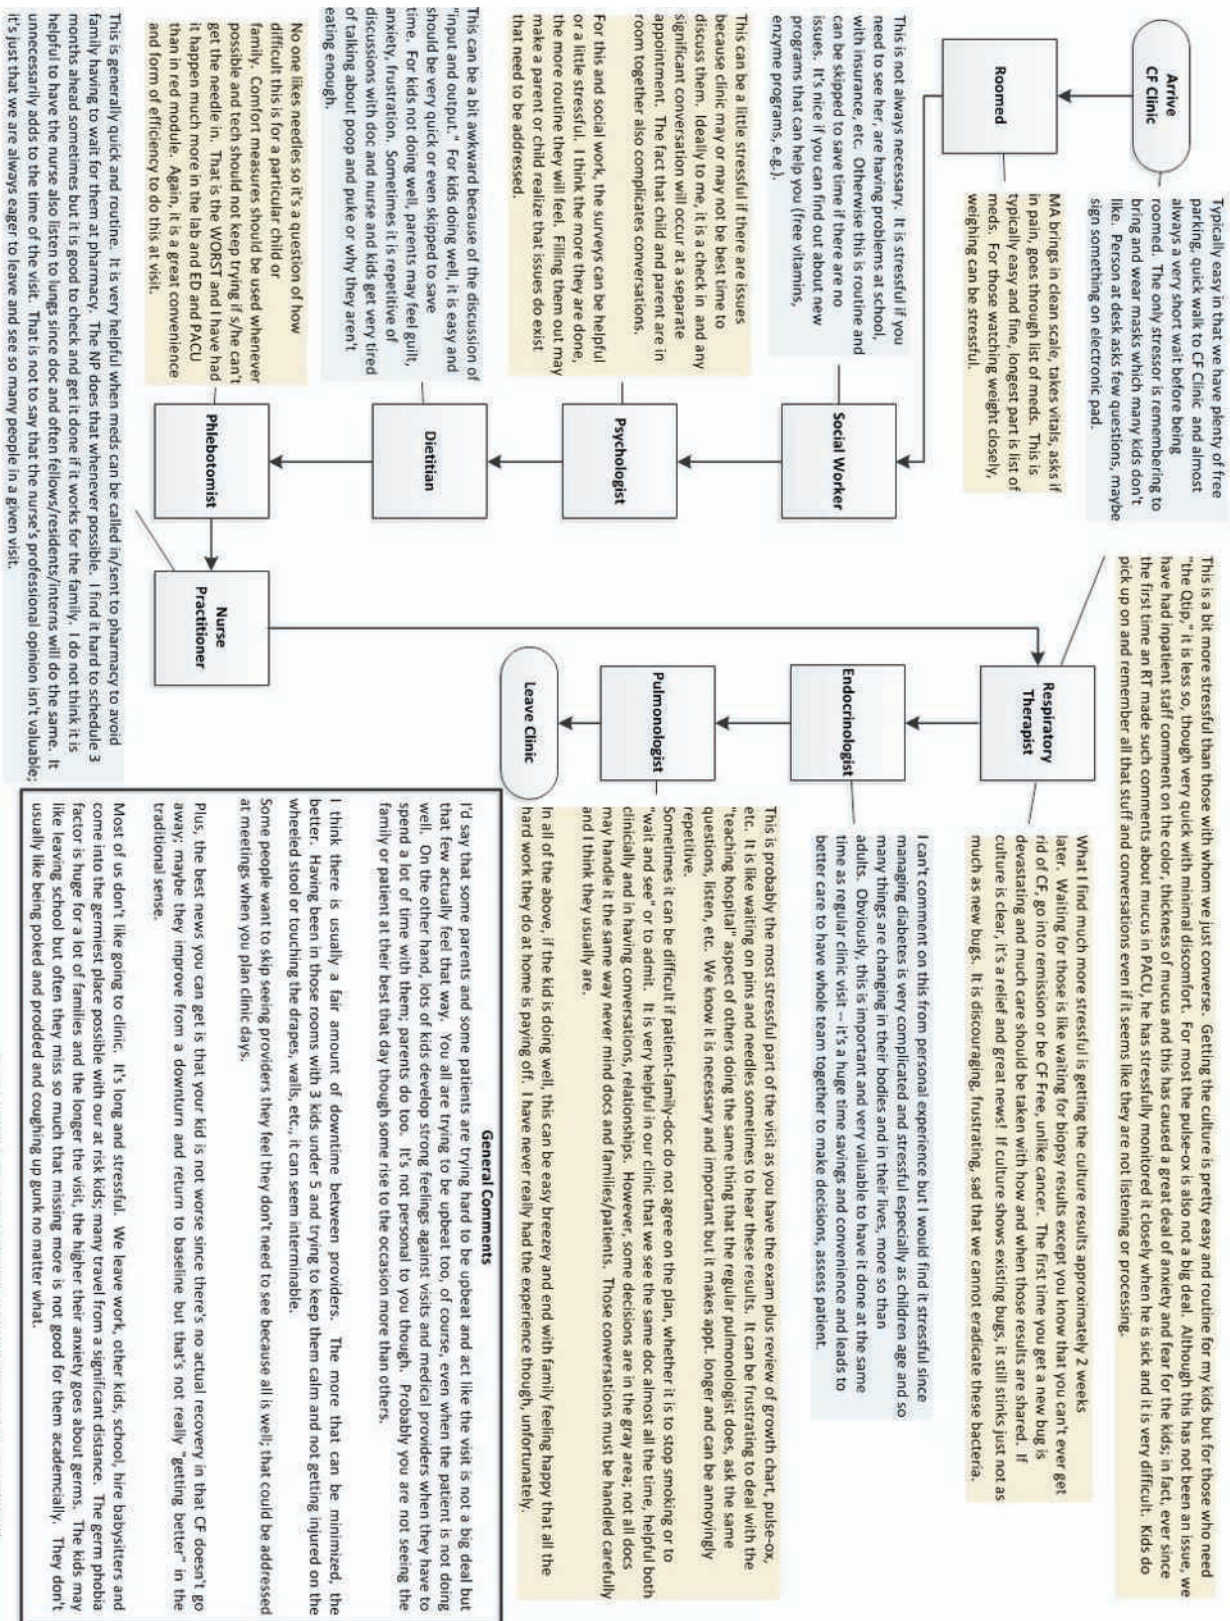 Arrive
CF Clinic
Typically easy in that we have plenty of free
parking, quick walk to CF Clinic and almost
always a very short wait before being
roomed. The only stressor is remembering to
bring and wear masks which many kids don't
like. Person at desk asks few questions, maybe
sign something on electronic pad.
Roomed
MA brings in clean scale, takes vitals, asks if
in pain, goes through list of meds. This is
typically easy and fine, longest part is list of
meds. For those watching weight closely,
weighing can be stressful.
This is not always necessary. It is stressful if you
need to see her, are having problems at school,
with insurance, etc. Otherwise this is routine and
can be skipped to save time if there are no
issues. It's nice if you can find out about new
programs that can help you (free vitamins,
enzyme programs, e.g.).
Social Worker
This can be a little stressful if there are issues
because clinic may or may not be best time to
discuss them. Ideally to me, it is a check in and any
significant conversation will occur at a separate
appointment. The fact that child and parent are in
room together also complicates conversations.
For this and social work, the surveys can be helpful
or a little stressful. I think the more they are done,
the more routine they will feel. Filling them out may
make a parent or child realize that issues do exist
that need to be addressed.
Psychologist
This can be a bit awkward because of the discussion of
"input and output." For kids doing well, it is easy and
should be very quick or even skipped to save
time. For kids not doing well, parents may feel guilt,
anxiety, frustration. Sometimes it is repetitive of
discussions with doc and nurse and kids get very tired
of talking about poop and puke or why they aren't
eating enough.
Dietitian
No one likes needles so it's a question of how
difficult this is for a particular child or
family. Comfort measures should be used whenever
possible and tech should not keep trying if s/he can't
get the needle in. That is the WORST and I have had
it happen much more in the lab and ED and PACU
than in red module. Again, it is a great convenience
and form of efficiency to do this at visit.
Phlebotomist
Nurse
Practitioner
This is generally quick and routine. It is very helpful when meds can be called in/sent to pharmacy to avoid
family having to wait for them at pharmacy. The NP does that whenever possible. I find it hard to schedule 3
months ahead sometimes but it is good to check and get it done if it works for the family. I do not think it is
helpful to have the nurse also listen to lungs since doc and often fellows/residents/interns will do the same. It
unnecessarily adds to the time of the visit. That is not to say that the nurse's professional opinion isn't valuable;
it's just that we are always eager to leave and see so many people in a given visit.
This is a bit more stressful than those with whom we just converse. Getting the culture is pretty easy and routine for my kids but for those who need
"the Qtip," it is less so, though very quick with minimal discomfort. For most the pulse-ox is also not a big deal. Although this has not been an issue, we
have had inpatient staff comment on the color, thickness of mucus and this has caused a great deal of anxiety and fear for the kids; in fact, ever since
the first time an RT made such comments about mucus in PACU, he has stressfully monitored it closely when he is sick and it is very difficult. Kids do
pick up on and remember all that stuff and conversations even if it seems like they are not listening or processing.
Respiratory
Therapist
What I find much more stressful is getting the culture results approximately 2 weeks
later. Waiting for those is like waiting for biopsy results except you know that you can't ever get
rid of CF, go into remission or be CF Free, unlike cancer. The first time you get a new bug is
devastating and much care should be taken with how and when those results are shared. If
culture is clear, it's a relief and great news! If culture shows existing bugs, it still stinks just not as
much as new bugs. It is discouraging, frustrating, sad that we cannot eradicate these bacteria.
Endocrinologist
I can't comment on this from personal experience but I would find it stressful since
managing diabetes is very complicated and stressful especially as children age and so
many things are changing in their bodies and in their lives, more so than
adults. Obviously, this is important and very valuable to have it done at the same
time as regular clinic visit -- it's a huge time savings and convenience and leads to
better care to have whole team together to make decisions, assess patient.
Pulmonologist
This is probably the most stressful part of the visit as you have the exam plus review of growth chart, pulse-ox,
etc. It is like waiting on pins and needles sometimes to hear these results. It can be frustrating to deal with the
"teaching hospital" aspect of others doing the same thing that the regular pulmonologist does, ask the same
questions, listen, etc. We know it is necessary and important but it makes appt. longer and can be annoyingly
repetitive.
Sometimes it can be difficult if patient-family-doc do not agree on the plan, whether it is to stop smoking or to
"wait and see" or to admit. It is very helpful in our clinic that we see the same doc almost all the time, helpful both
clinicially and in having conversations, relationships. However, some decisions are in the gray area; not all docs
may handle it the same way never mind docs and families/patients. Those conversations must be handled carefully
and I think they usually are.
In all of the above, if the kid is doing well, this can be easy breezey and end with family feeling happy that all the
hard work they do at home is paying off. I have never really had the experience though, unfortunately.
Leave Clinic
General Comments
I'd say that some parents and some patients are trying hard to be upbeat and act like the visit is not a big deal but
that few actually feel that way. You all are trying to be upbeat too, of course, even when the patient is not doing
well. On the other hand, lots of kids develop strong feelings against visits and medical providers when they have to
spend a lot of time with them; parents do too. It's not personal to you though. Probably you are not seeing the
family or patient at their best that day though some rise to the occasion more than others.
I think there is usually a fair amount of downtime between providers. The more that can be minimized, the
better. Having been in those rooms with 3 kids under 5 and trying to keep them calm and not getting injured on the
wheeled stool or touching the drapes, walls, etc., it can seem interminable.
Some people want to skip seeing providers they feel they don't need to see because all is well; that could be addressed
at meetings when you plan clinic days.
Plus, the best news you can get is that your kid is not worse since there's no actual recovery in that CF doesn't go
away; maybe they improve from a downturn and return to baseline but that's not really "getting better" in the
traditional sense.
Most of us don't like going to clinic. It's long and stressful. We leave work, other kids, school, hire babysitters and
come into the germiest place possible with our at risk kids; many travel from a significant distance. The germ phobia
factor is huge for a lot of families and the longer the visit, the higher their anxiety goes about germs. The kids may
like leaving school but often they miss so much that missing more is not good for them academically. They don't
usually like being poked and prodded and coughing up gunk no matter what.